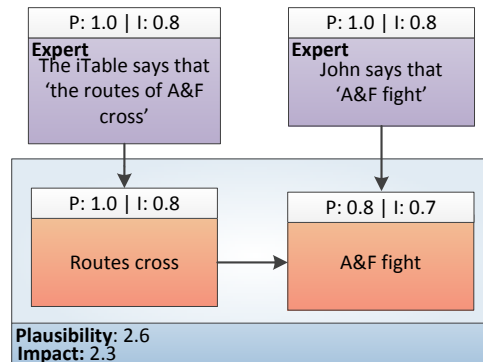 P: 1.0 | I: 0.8
Expert
The iTable says that
‘the routes of A&F
cross’
P: 1.0 | I: 0.8
Expert
John says that
‘A&F fight’
P: 1.0 | I: 0.8
Routes cross
P: 0.8 | I: 0.7
A&F fight
Plausibility: 2.6
Impact: 2.3